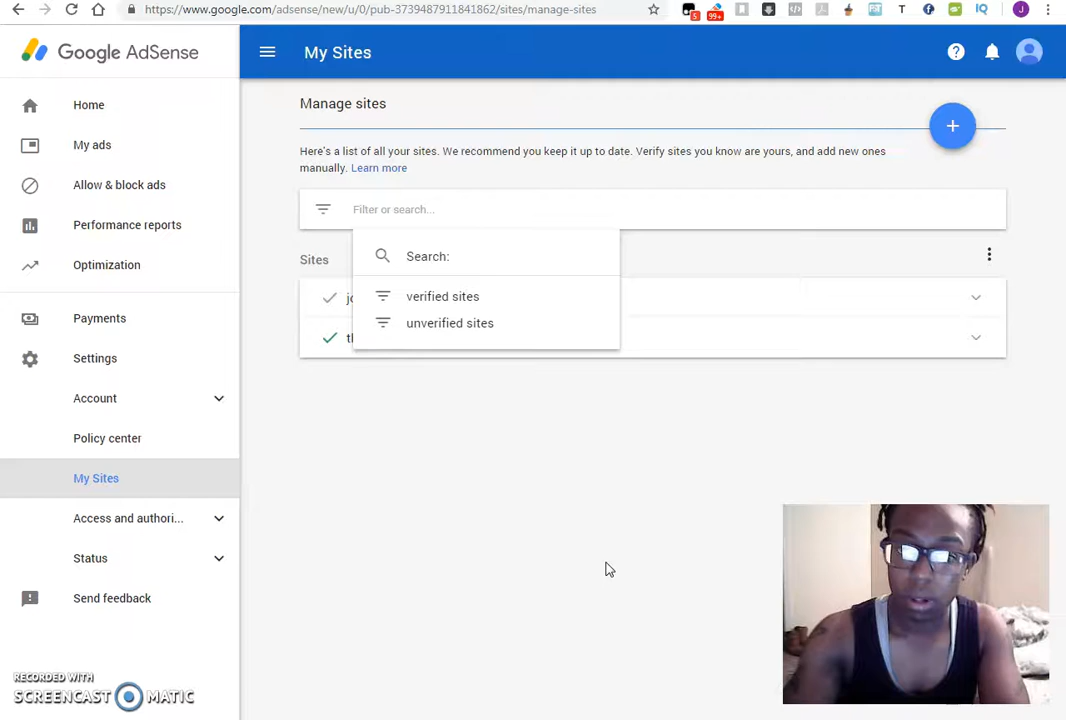 https://www.google.com/adsense/new/u/0/pub-3739487911841862/sites/manage-sites
5
99+
T
IQ
J
Google AdSense
My Sites
Home
My ads
Allow & block ads
Performance reports
Optimization
Payments
Settings
Account
Policy center
My Sites
Access and authori...
Status
Send feedback
Manage sites
+
Here's a list of all your sites. We recommend you keep it up to date. Verify sites you know are yours, and add new ones
manually. Learn more
Filter or search...
Sites
Search:
verified sites
unverified sites
RECORDED WITH
SCREENCAST MATIC